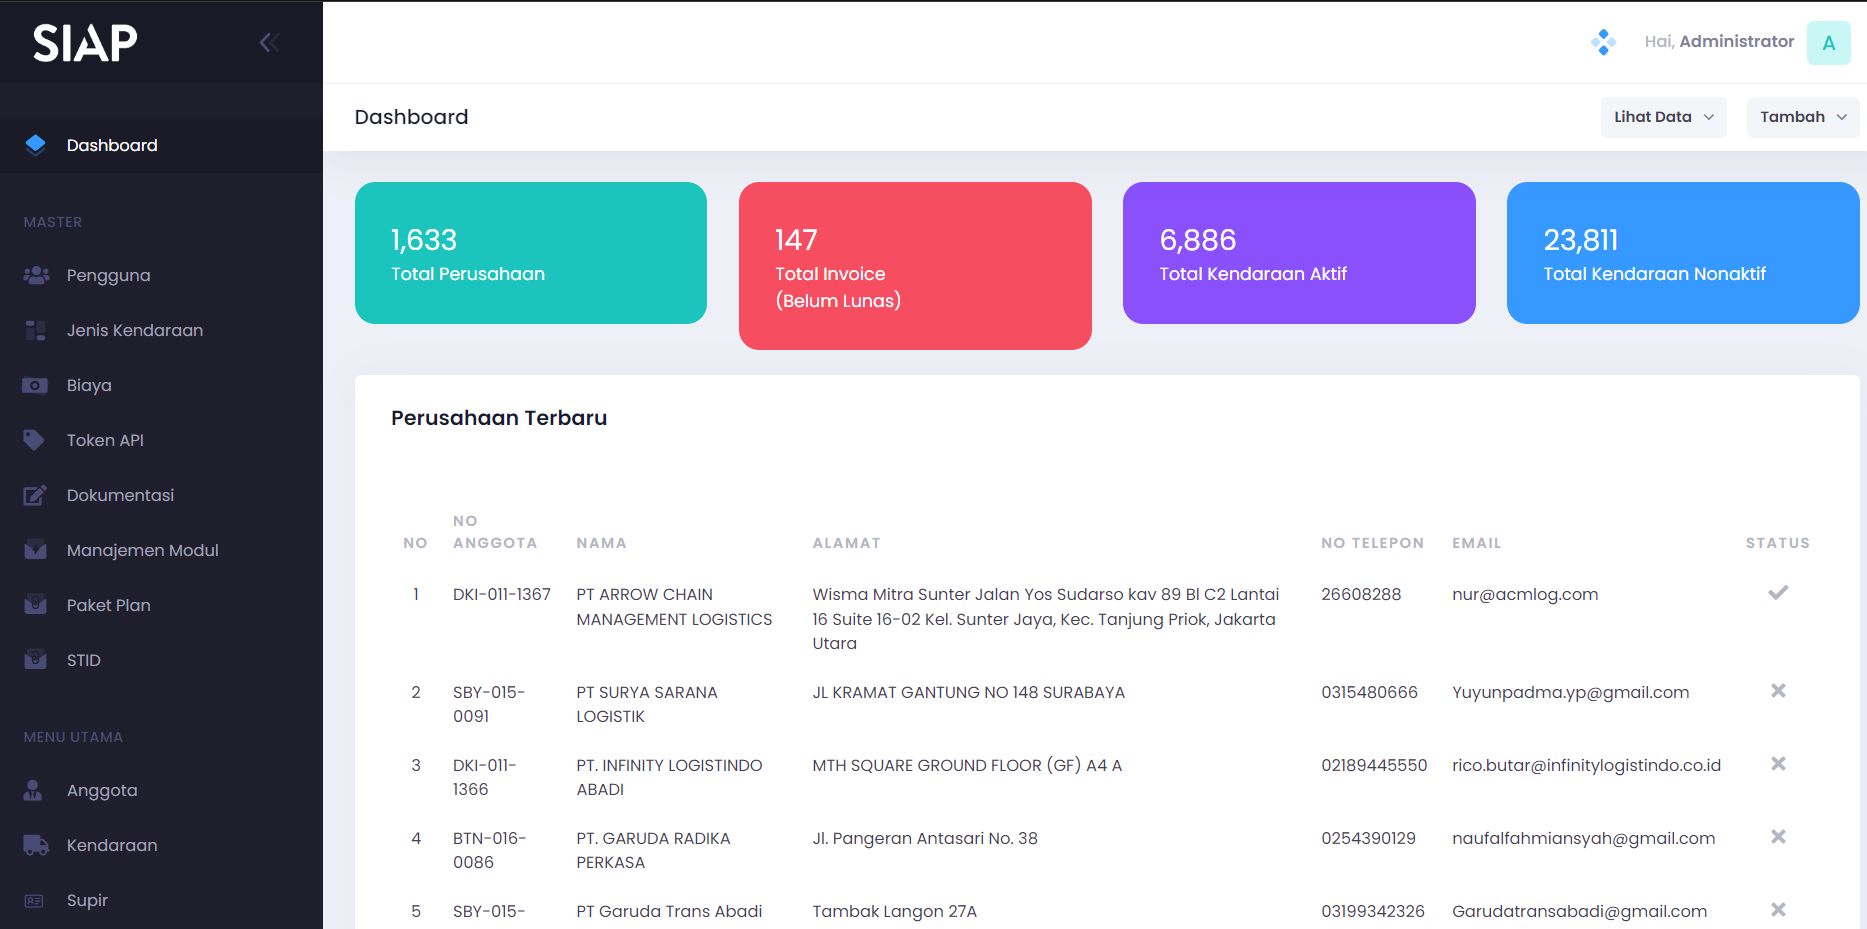 SIAP
Hai, Administrator
A
Dashboard
Lihat Data
Tambah
Dashboard
MASTER
Pengguna
Jenis Kendaraan
Biaya
Token API
Dokumentasi
Manajemen Modul
Paket Plan
STID
MENU UTAMA
Anggota
Kendaraan
Supir
1,633
Total Perusahaan
147
Total Invoice
(Belum Lunas)
6,886
Total Kendaraan Aktif
23,811
Total Kendaraan Nonaktif
Perusahaan Terbaru
NO
NO
ANGGOTA
NAMA
ALAMAT
NO TELEPON
EMAIL
STATUS
1
DKI-011-1367
PT ARROW CHAIN
MANAGEMENT LOGISTICS
Wisma Mitra Sunter Jalan Yos Sudarso kav 89 Bl C2 Lantai
16 Suite 16-02 Kel. Sunter Jaya, Kec. Tanjung Priok, Jakarta
Utara
26608288
nur@acmlog.com
2
SBY-015-
0091
PT SURYA SARANA
LOGISTIK
JL KRAMAT GANTUNG NO 148 SURABAYA
0315480666
Yuyunpadma.yp@gmail.com
3
DKI-011-
1366
PT. INFINITY LOGISTINDO
ABADI
MTH SQUARE GROUND FLOOR (GF) A4 A
02189445550
rico.butar@infinitylogistindo.co.id
4
BTN-016-
0086
PT. GARUDA RADIKA
PERKASA
Jl. Pangeran Antasari No. 38
0254390129
naufalfahmiansyah@gmail.com
5
SBY-015-
PT Garuda Trans Abadi
Tambak Langon 27A
03199342326
Garudatransabadi@gmail.com